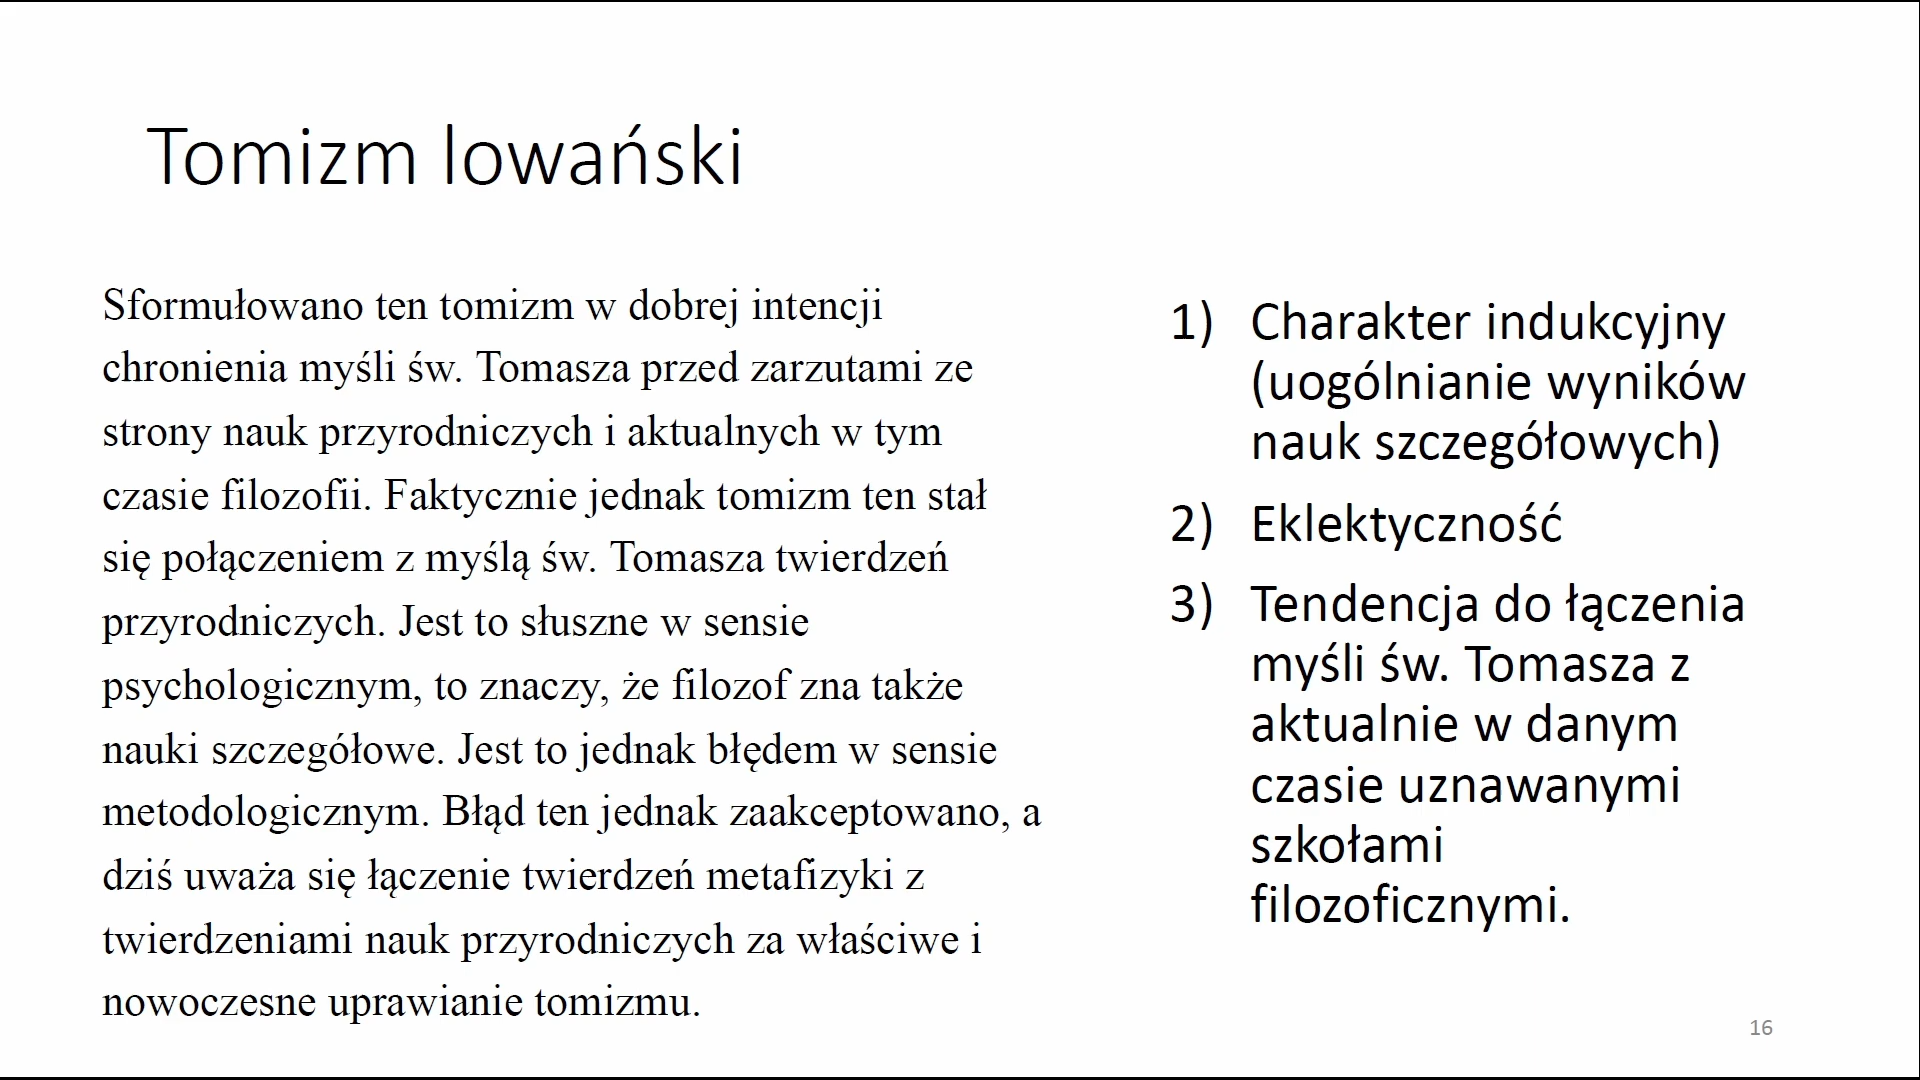 Tomizm lowański
Sformułowano ten tomizm w dobrej intencji
chronienia myśli św. Tomasza przed zarzutami ze
strony nauk przyrodniczych i aktualnych w tym
czasie filozofii. Faktycznie jednak tomizm ten stał
się połączeniem z myślą św. Tomasza twierdzeń
przyrodniczych. Jest to słuszne w sensie
psychologicznym, to znaczy, że filozof zna także
nauki szczegółowe. Jest to jednak błędem w sensie
metodologicznym. Błąd ten jednak zaakceptowano, a
dziś uważa się łączenie twierdzeń metafizyki z
twierdzeniami nauk przyrodniczych za właściwe i
nowoczesne uprawianie tomizmu.
1) Charakter indukcyjny
(uogólnianie wyników
nauk szczegółowych)
2) Eklektyczność
3) Tendencja do łączenia
myśli św. Tomasza z
aktualnie w danym
czasie uznawanymi
szkołami
filozoficznymi.
16